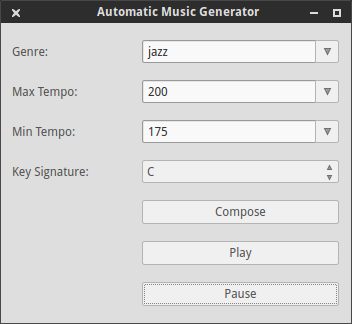 Automatic Music Generator
Genre: jazz
Max Tempo: 200
Min Tempo: 175
Key Signature: C
Compose
Play
Pause